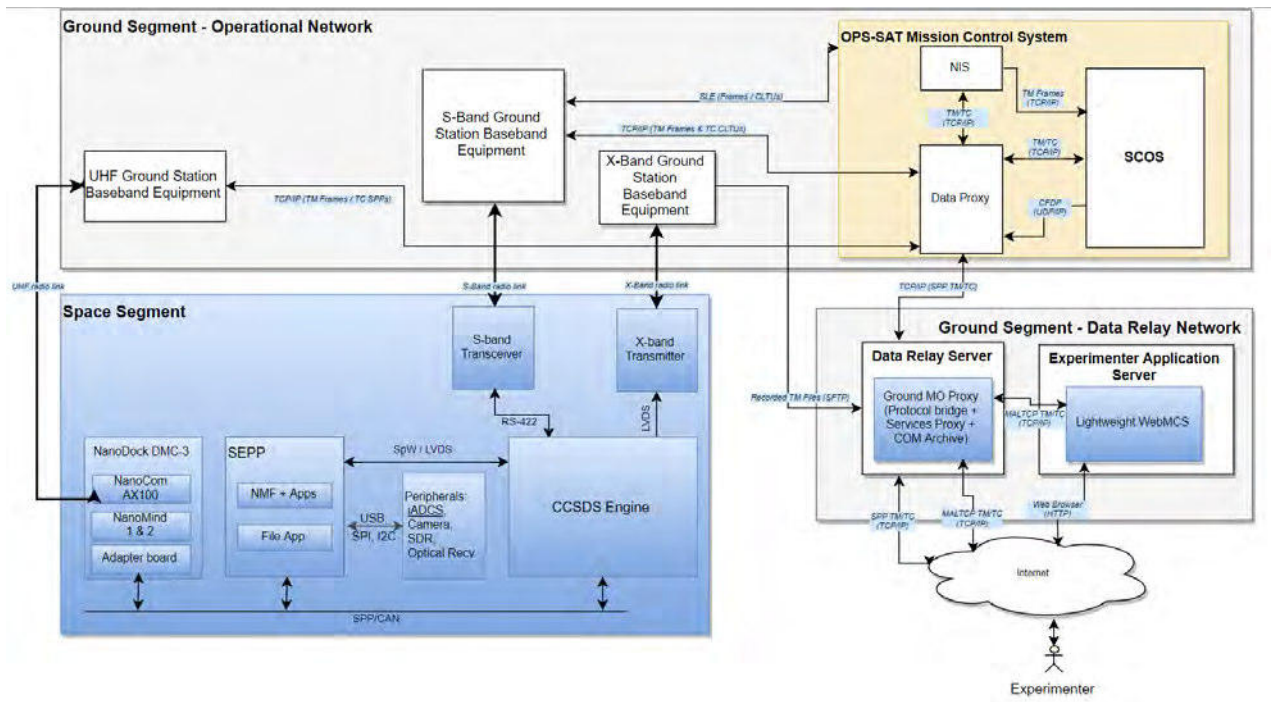 Ground Segment - Operational Network
OPS-SAT Mission Control System
NIS
SLE (Frames / CLTUs)
TM Frames
(TCP/IP)
S-Band Ground
Station Baseband
Equipment
TM/TC
(TCP/IP)
TCP/IP (TM Frames & TC CLTUs)
SCOS
TM/TC
(TCP/IP)
X-Band Ground
Station
Baseband
Equipment
UHF Ground Station
Baseband Equipment
Data Proxy
TCP/IP (TM Frames / TC SPPs)
CFDP
(UDP/IP)
UHF radio link
S-Band radio link
X-Band radio link
TCP/IP (SPP TM/TC)
Space Segment
S-band
Transceiver
X-band
Transmitter
RS-422
LVDS
NanoDock DMC-3
NanoCom
AX100
NanoMind
1 & 2
Adapter board
SEPP
NMF + Apps
File App
SpW / LVDS
USB
SPI, I2C
Peripherals:
iADCS,
Camera,
SDR,
Optical Recv.
CCSDS Engine
SPP/CAN
Ground Segment - Data Relay Network
Data Relay Server
Ground MO Proxy
(Protocol bridge +
Services Proxy +
COM Archive)
Recorded TM Files (SFTP)
MALTCP TM/TC
(TCP/IP)
Experimenter Application
Server
Lightweight WebMCS
SPP TM/TC
(TCP/IP)
MALTCP TM/TC
(TCP/IP)
Web Browser
(HTTP)
Internet
Experimenter